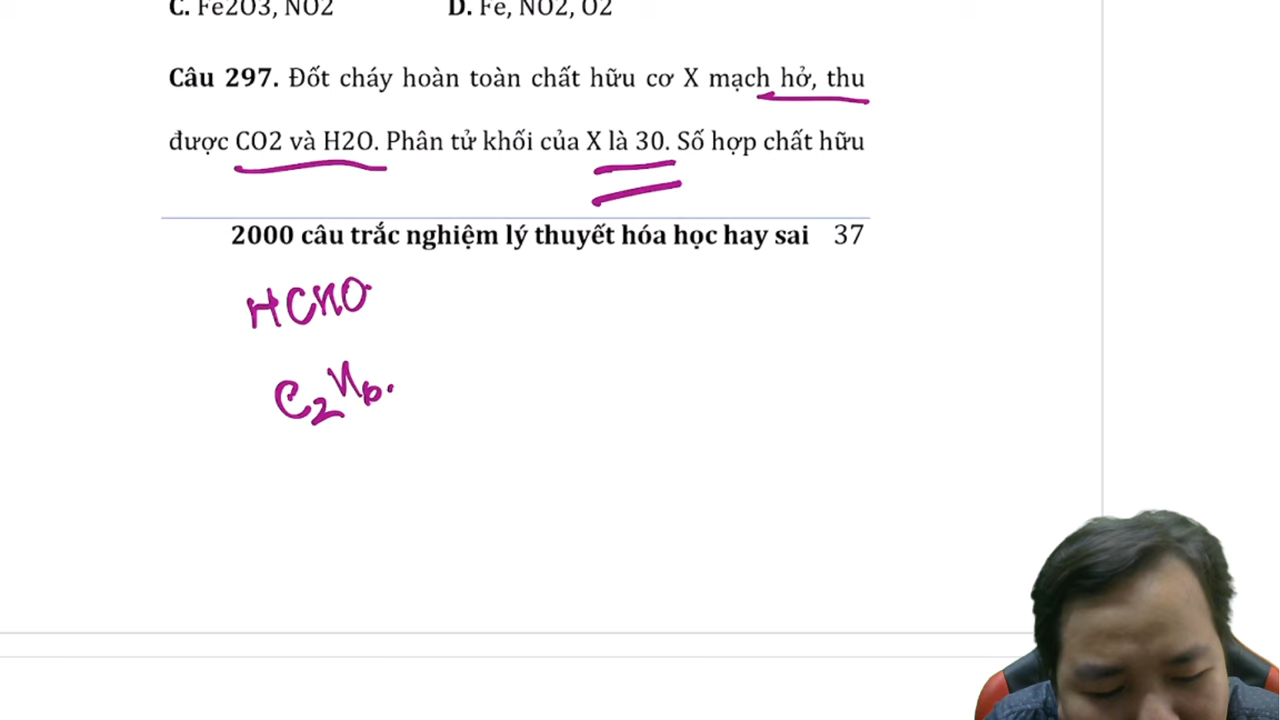 C. Fe2O3, NO2 D. Fe, NO2, O2
Câu 297. Đốt cháy hoàn toàn chất hữu cơ X mạch hở, thu
được CO2 và H2O. Phân tử khối của X là 30. Số hợp chất hữu
2000 câu trắc nghiệm lý thuyết hóa học hay sai 37
HCHO
C2H6.